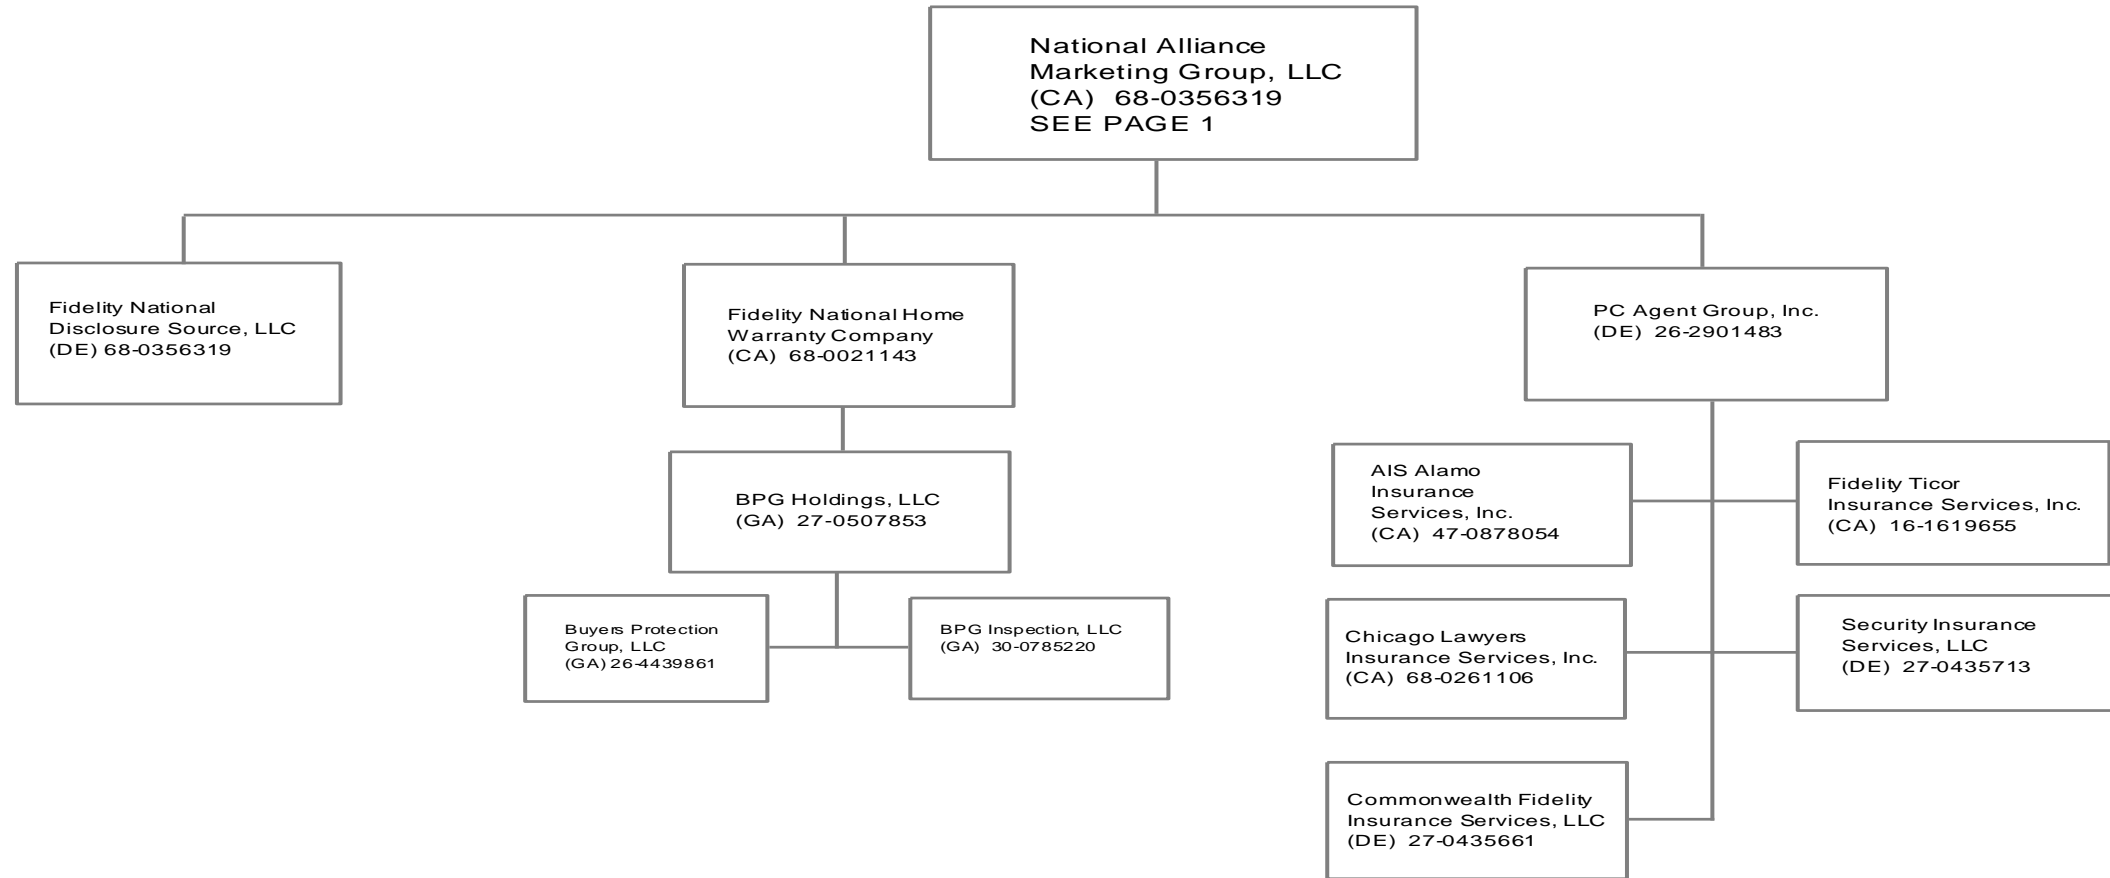 National Alliance
Marketing Group, LLC
(CA) 68-0356319
SEE PAGE 1
Fidelity National
Disclosure Source, LLC
(DE) 68-0356319
Fidelity National Home
Warranty Company
(CA) 68-0021143
PC Agent Group, Inc.
(DE) 26-2901483
BPG Holdings, LLC
(GA) 27-0507853
AIS Alamo
Insurance
Services, Inc.
(CA) 47-0878054
Fidelity Ticor
Insurance Services, Inc.
(CA) 16-1619655
Buyers Protection
Group, LLC
(GA) 26-4439861
BPG Inspection, LLC
(GA) 30-0785220
Chicago Lawyers
Insurance Services, Inc.
(CA) 68-0261106
Security Insurance
Services, LLC
(DE) 27-0435713
Commonwealth Fidelity
Insurance Services, LLC
(DE) 27-0435661